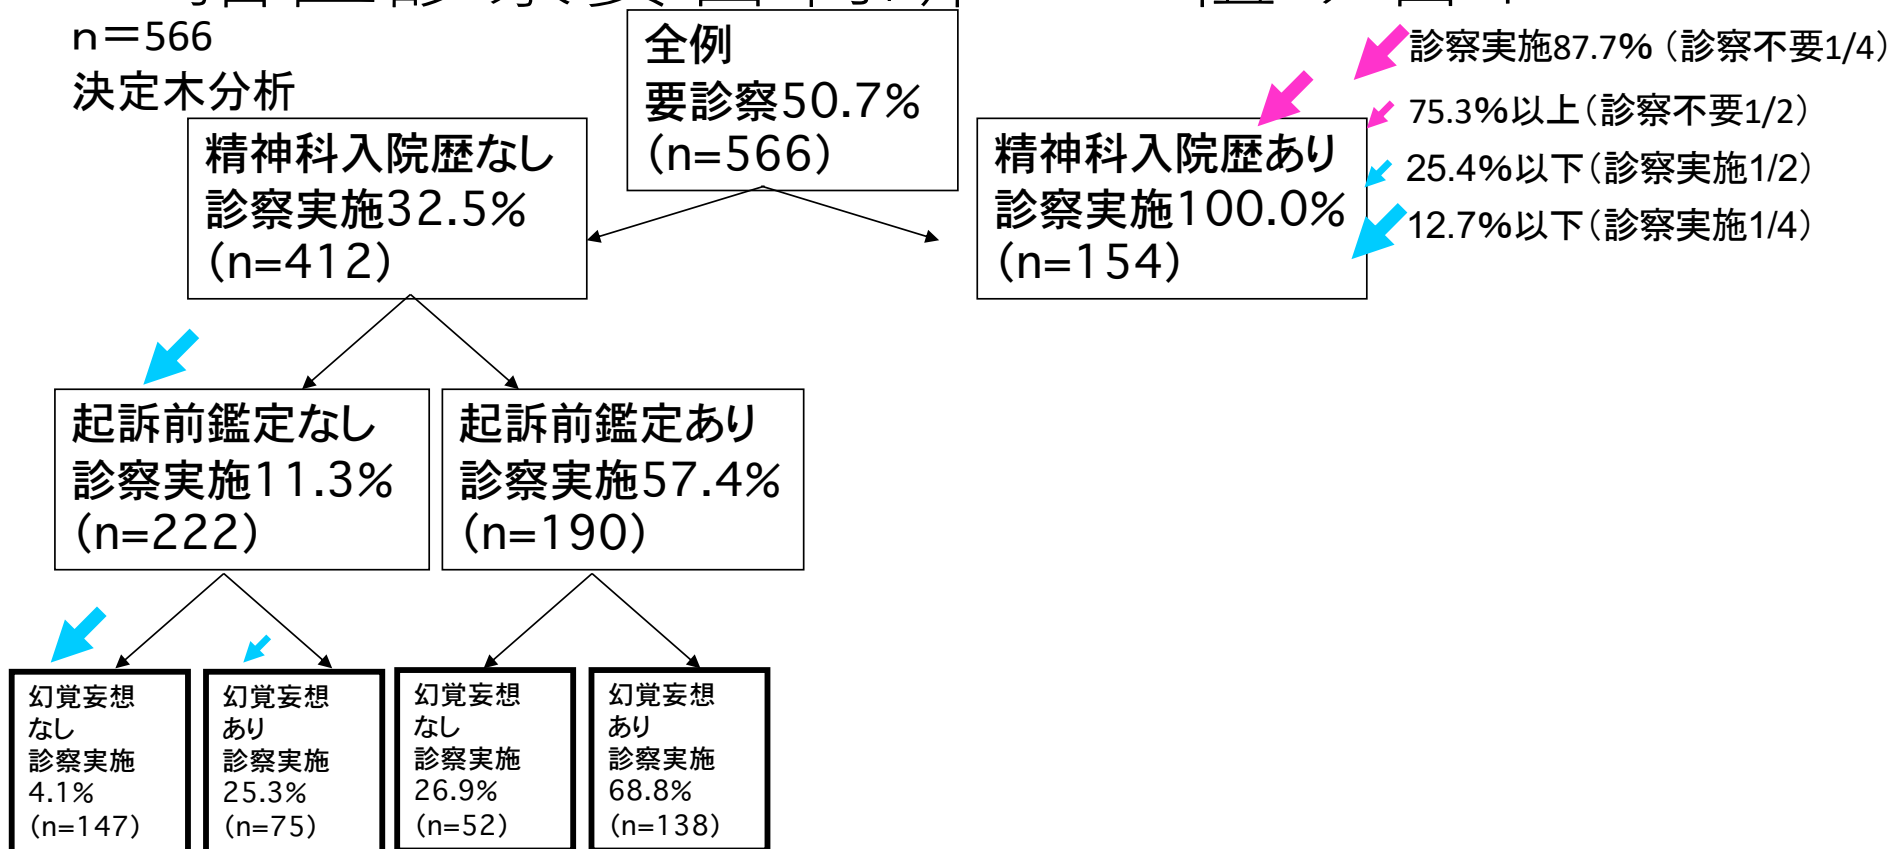 n=566
決定木分析
全例
要診察50.7%
(n=566)
診察実施87.7%(診察不要1/4)
75.3%以上(診察不要1/2)
25.4%以下(診察実施1/2)
12.7%以下(診察実施1/4)
精神科入院歴なし
診察実施32.5%
(n=412)
精神科入院歴あり
診察実施100.0%
(n=154)
起訴前鑑定なし
診察実施11.3%
(n=222)
起訴前鑑定あり
診察実施57.4%
(n=190)
幻覚妄想
なし
診察実施
4.1%
(n=147)
幻覚妄想
あり
診察実施
25.3%
(n=75)
幻覚妄想
なし
診察実施
26.9%
(n=52)
幻覚妄想
あり
診察実施
68.8%
(n=138)